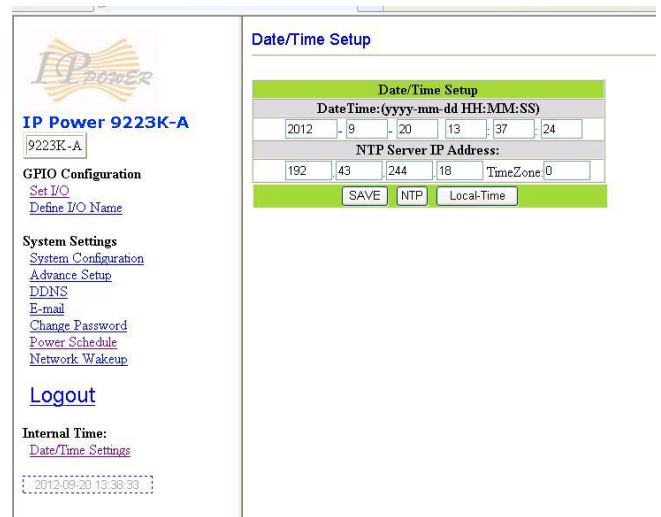 IP POWER
IP Power 9223K-A
9223K-A
GPIO Configuration
Set I/O
Define I/O Name
System Settings
System Configuration
Advance Setup
DDNS
E-mail
Change Password
Power Schedule
Network Wakeup
Logout
Internal Time:
Date/Time Settings
2012-09-20 13:38:33
Date/Time Setup
Date/Time Setup
DateTime:(yyyy-mm-dd HH:MM:SS)
2012 - 9 - 20 13 : 37 : 24
NTP Server IP Address:
192 . 43 . 244 . 18 TimeZone: 0
SAVE NTP Local-Time